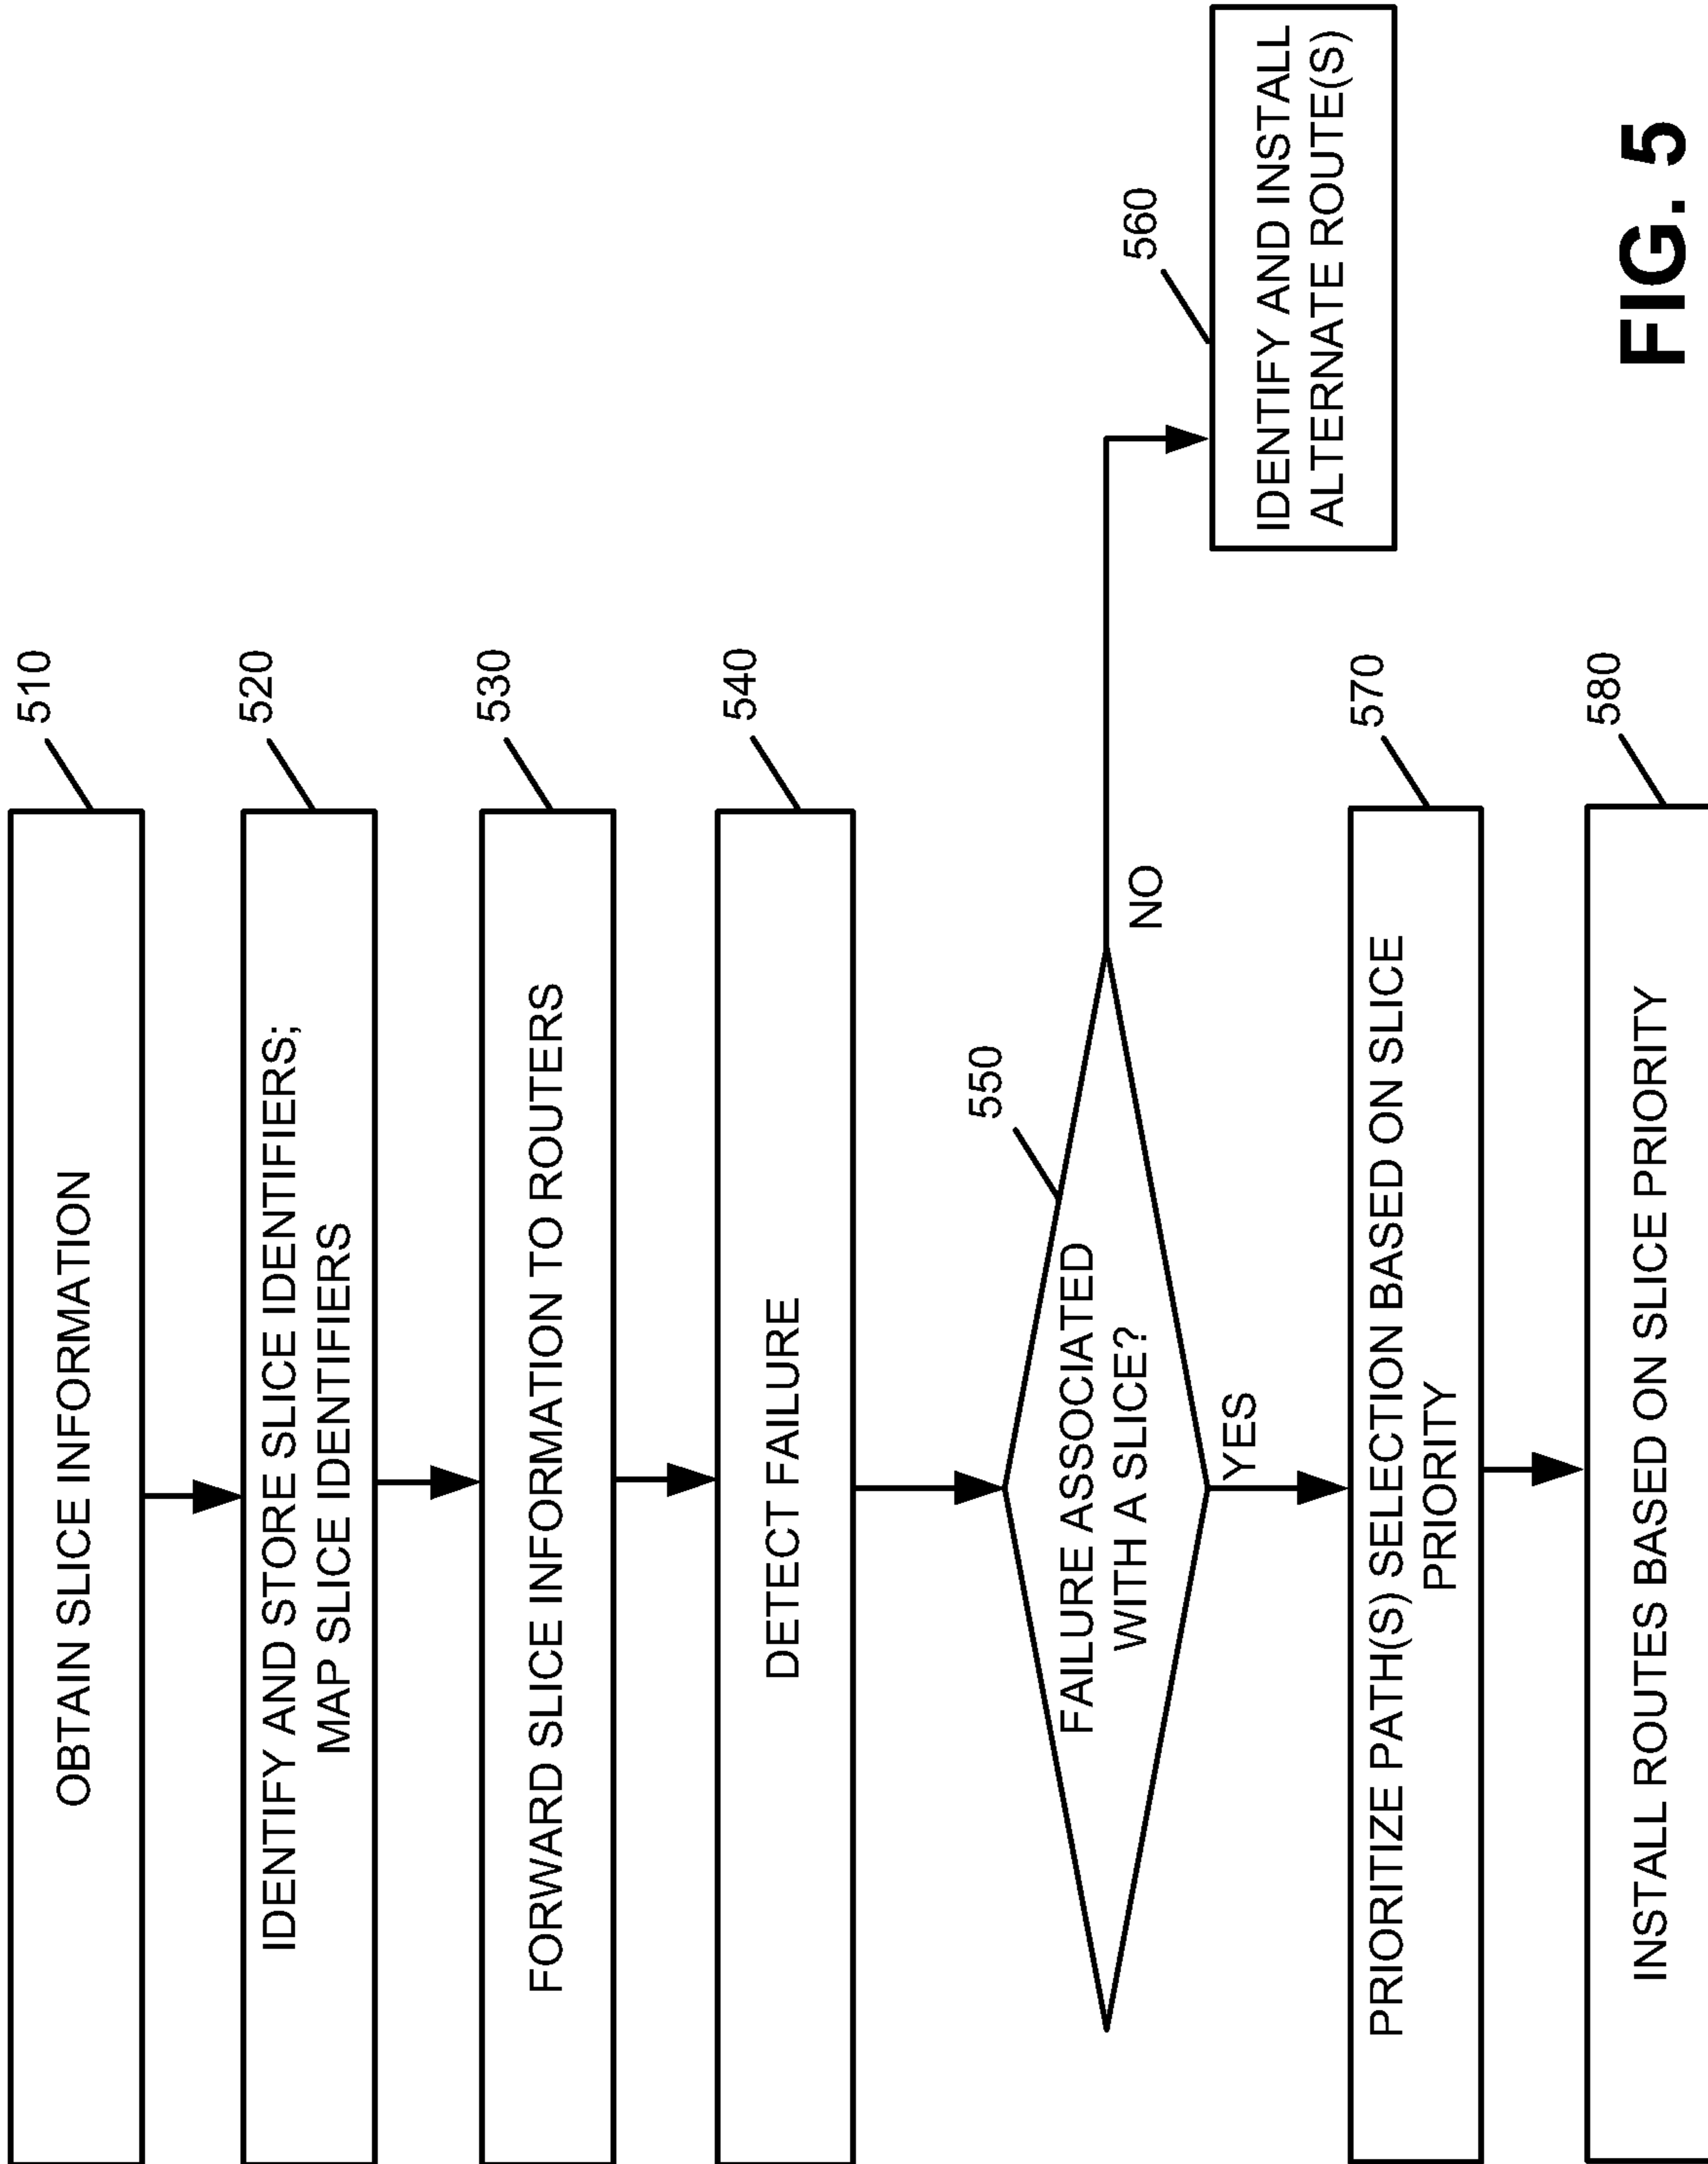 510
OBTAIN SLICE INFORMATION
520
IDENTIFY AND STORE SLICE IDENTIFIERS;
MAP SLICE IDENTIFIERS
530
FORWARD SLICE INFORMATION TO ROUTERS
540
DETECT FAILURE
550
FAILURE ASSOCIATED
WITH A SLICE?
NO
YES
560
IDENTIFY AND INSTALL
ALTERNATE ROUTE(S)
570
PRIORITIZE PATH(S) SELECTION BASED ON SLICE
PRIORITY
580
INSTALL ROUTES BASED ON SLICE PRIORITY
FIG. 5